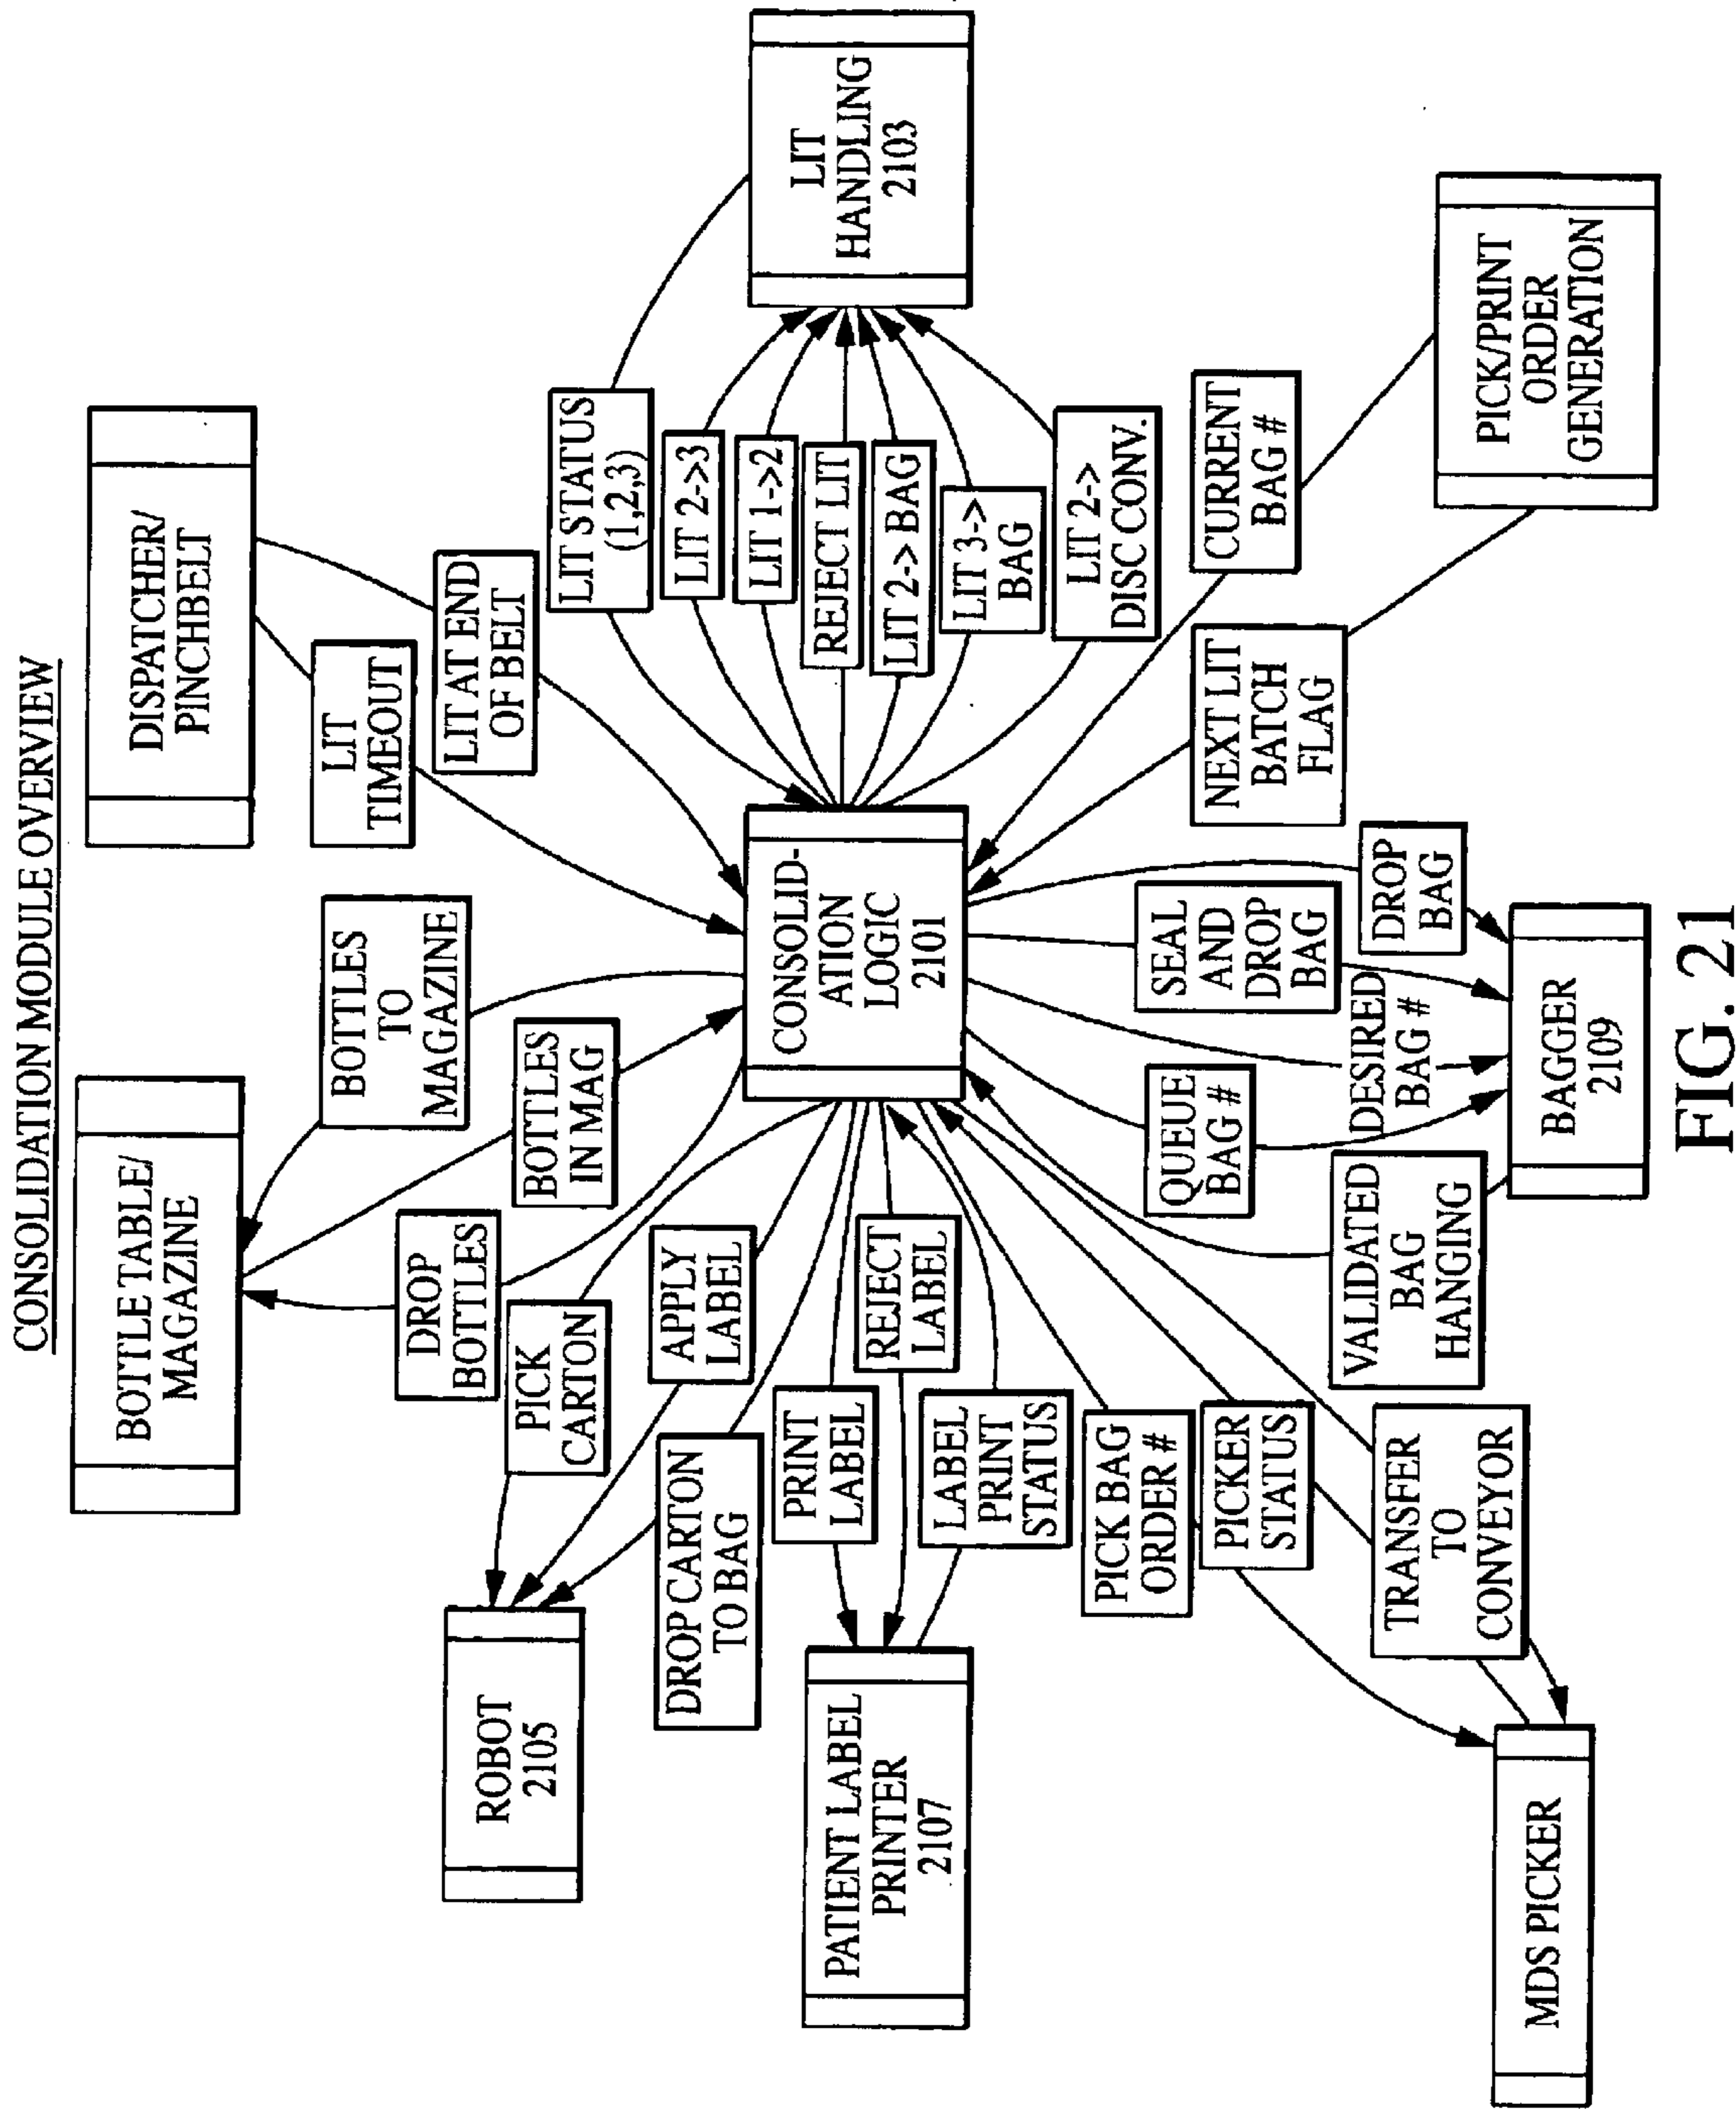 CONSOLIDATION MODULE OVERVIEW
BOTTLE TABLE/
MAGAZINE
DISPATCHER/
PINCHBELT
BOTTLES
TO
MAGAZINE
BOTTLES
IN MAG
DROP
BOTTLES
LIT
TIMEOUT
LIT AT END
OF BELT
ROBOT
2105
PICK
CARTON
APPLY
LABEL
DROP CARTON
TO BAG
LIT STATUS
(1,2,3)
LIT 2->3
LIT 1->2
REJECT LIT
LIT 2-> BAG
LIT 3->
BAG
LIT 2->
DISC CONV.
LIT
HANDLING
2103
CONSOLID-
ATION
LOGIC
2101
PATIENT LABEL
PRINTER
2107
PRINT
LABEL
REJECT
LABEL
LABEL
PRINT
STATUS
PICK BAG
ORDER #
PICKER
STATUS
TRANSFER
TO
CONVEYOR
MDS PICKER
VALIDATED
BAG
HANGING
QUEUE
BAG #
DESIRED
BAG #
SEAL
AND
DROP
BAG
DROP
BAG
NEXT LIT
BATCH
FLAG
CURRENT
BAG #
PICK/PRINT
ORDER
GENERATION
BAGGER
2109
FIG. 21